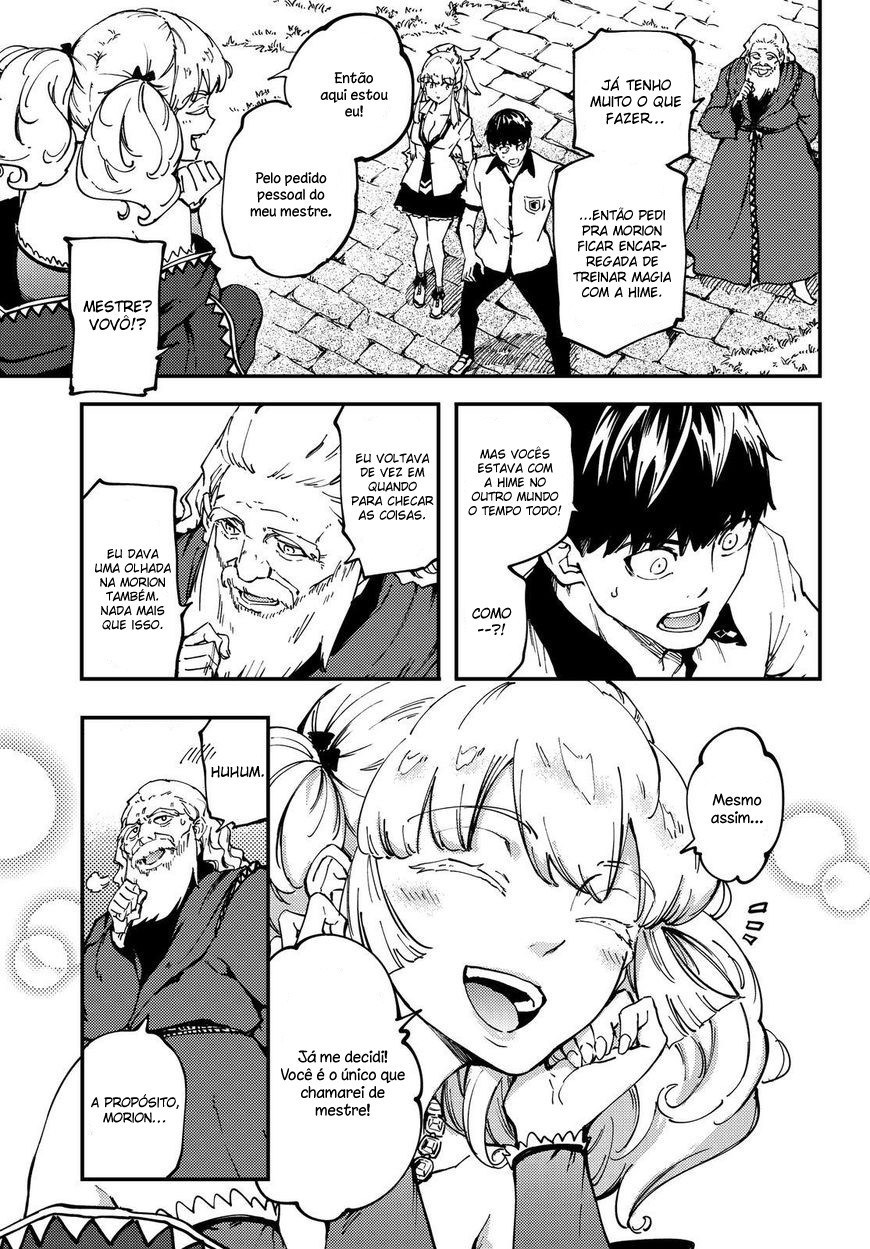 JÁ TENHO
MUITO O QUE
FAZER...
...ENTÃO PEDI
PRA MORION
FICAR ENCAR-
REGADA DE
TREINAR MAGIA
COM A HIME.
Então
aqui estou
eu!
Pelo pedido
pessoal do
meu mestre.
MESTRE?
VOVÔ!?
MAS VOCÊS
ESTAVA COM
A HIME NO
OUTRO MUNDO
O TEMPO TODO!
COMO
--?!
EU VOLTAVA
DE VEZ EM
QUANDO
PARA CHECAR
AS COISAS.
EU DAVA
UMA OLHADA
NA MORION
TAMBÉM.
NADA MAIS
QUE ISSO.
Mesmo
assim...
Já me decidi!
Você é o único que
chamarei de
mestre!
HUHUM.
A PROPÓSITO,
MORION...